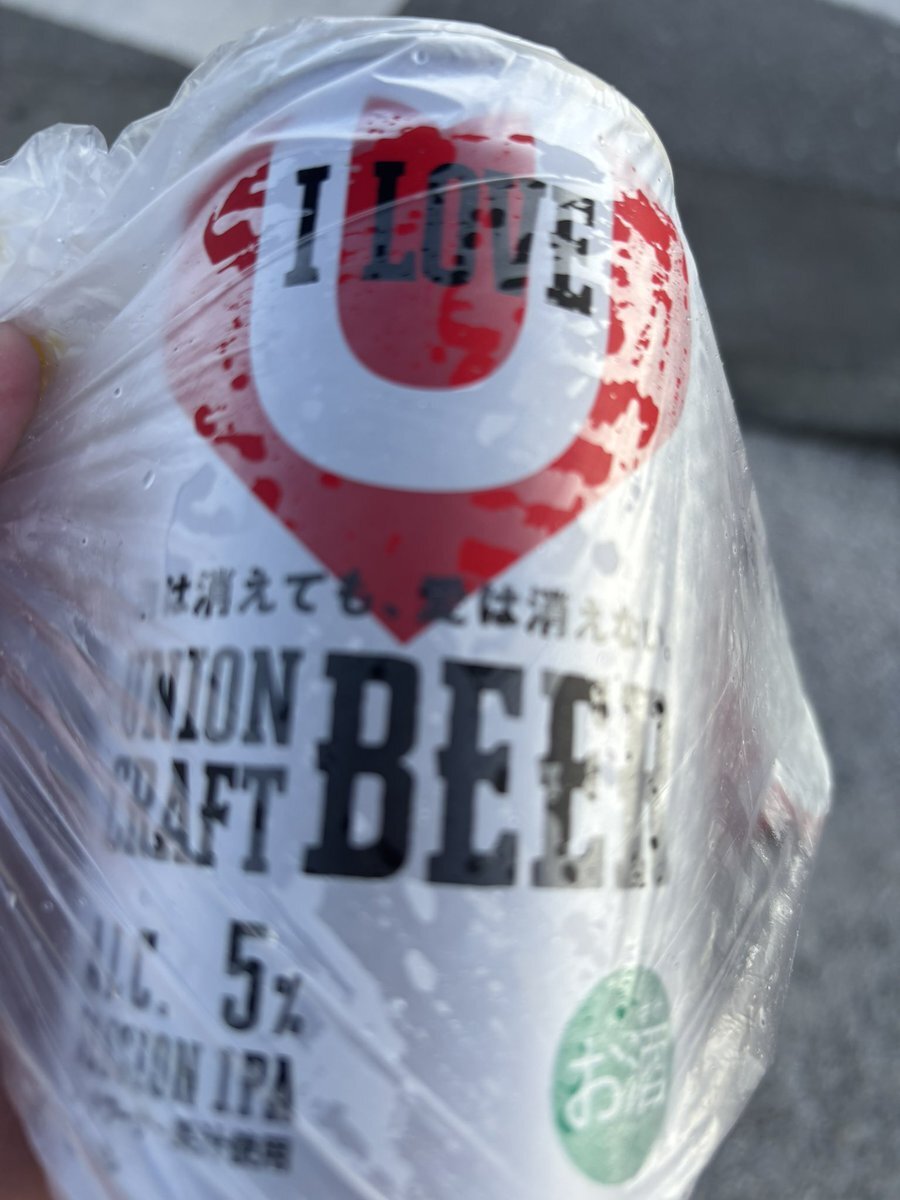 I LOVE
U
は消えても、愛は消えない
UNION BEER
CRAFT
ALC. 5%
SESSION IPA
果汁使用
お酒